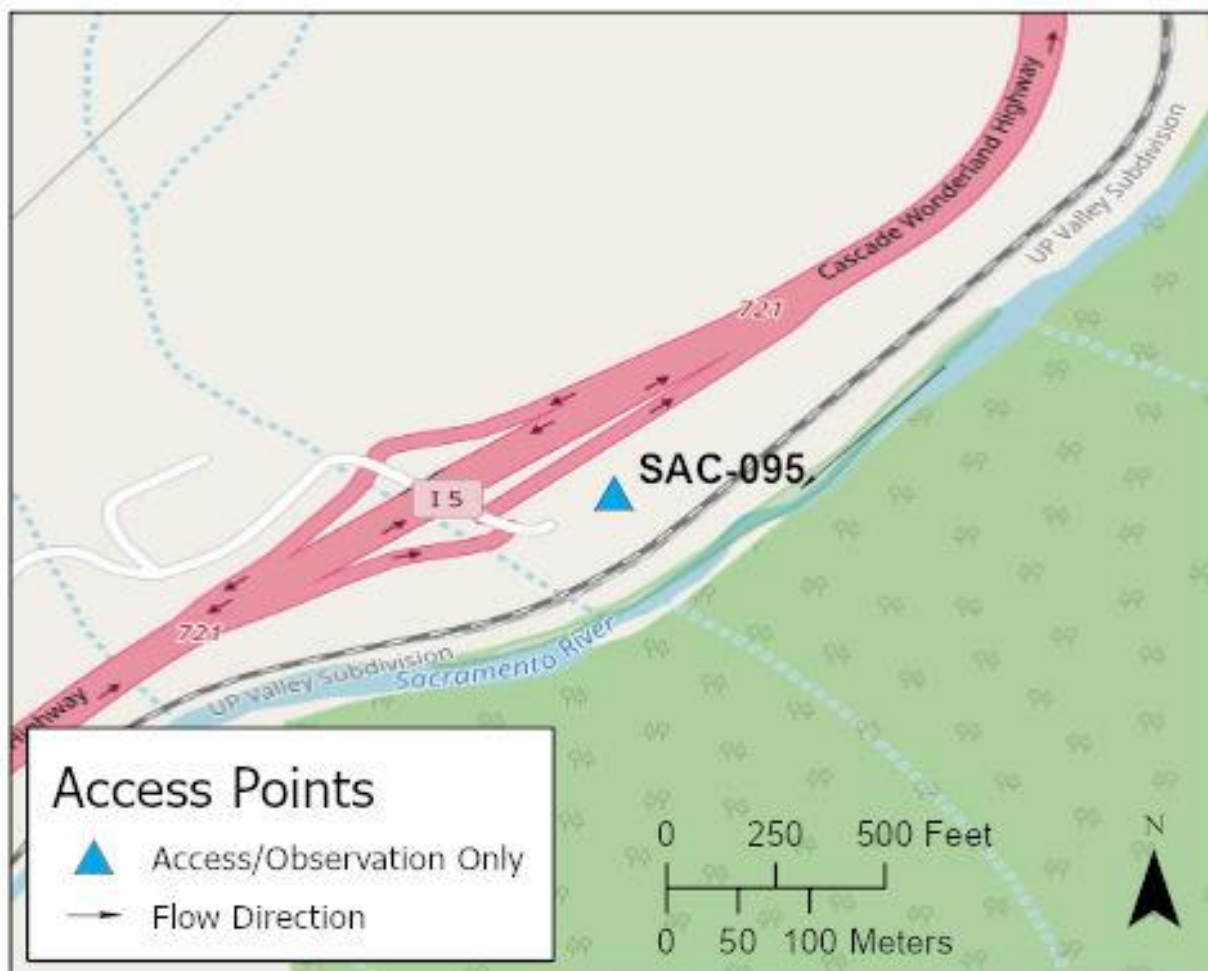 Cascade Wonderland Highway
UP Valley Subdivision
721
SAC-095
I 5
721
UP Valley Subdivision
Sacramento River
Highway
Access Points
Access/Observation Only
Flow Direction
0 250 500 Feet
0 50 100 Meters
N